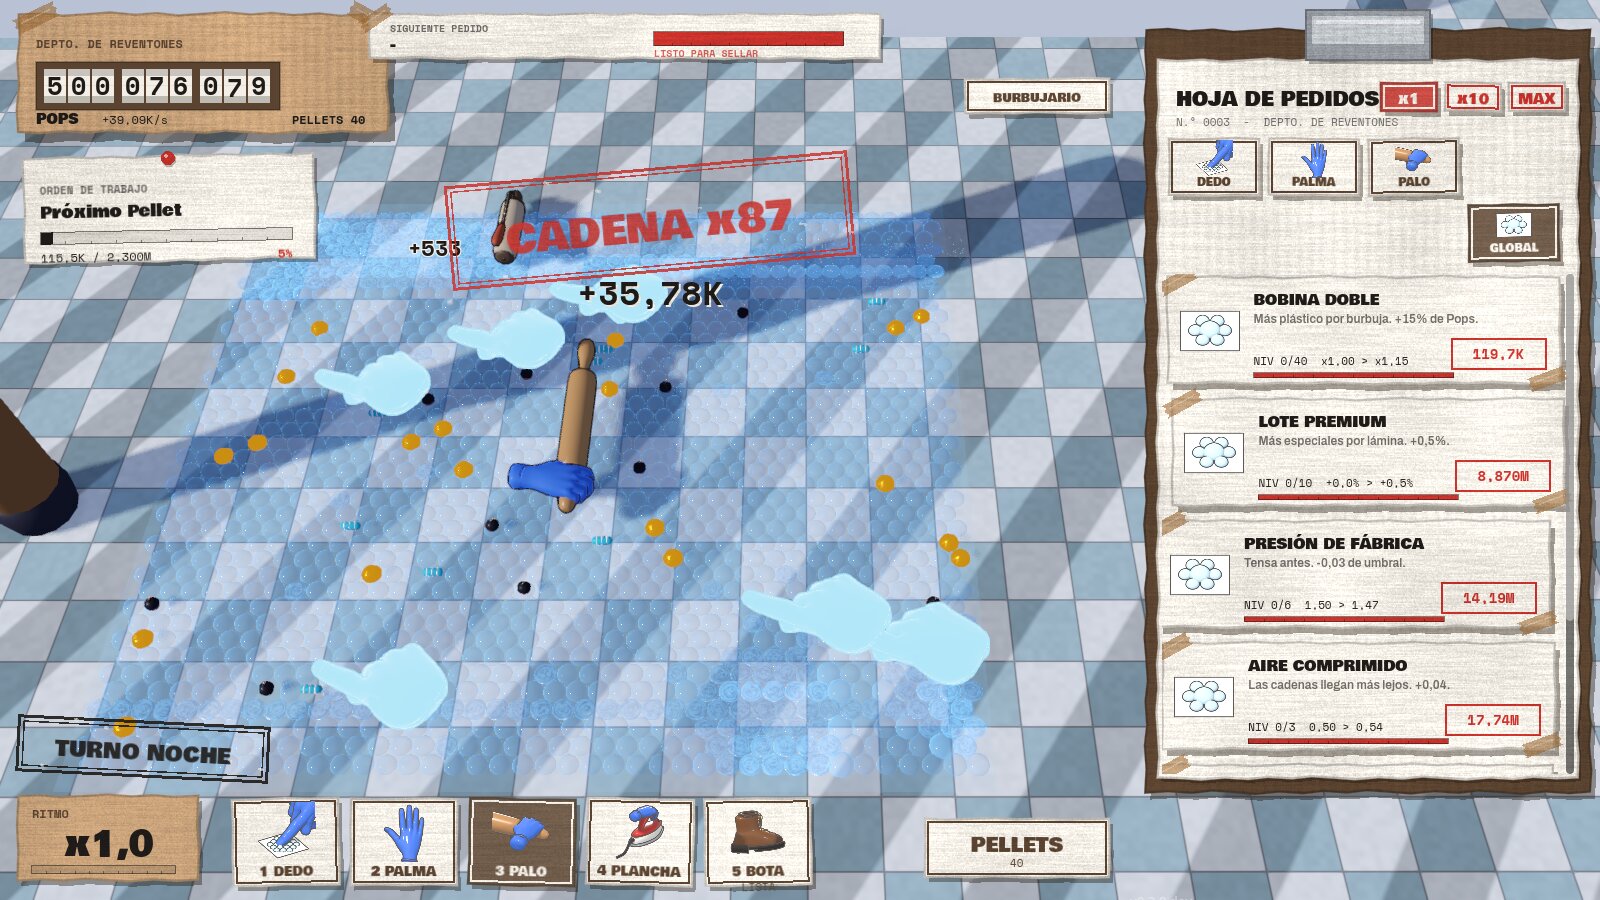 DEPTO. DE REVENTONES
500 076 079
POPS +39,09K/s PELLETS 40
SIGUIENTE PEDIDO
-
LISTO PARA SELLAR
BURBUJARIO
ORDEN DE TRABAJO
Próximo Pellet
115,5K / 2,300M 5%
CADENA x87
+533
+35,78K
HOJA DE PEDIDOS x1 x10 MAX
N.° 0003 - DEPTO. DE REVENTONES
DEDO PALMA PALO
GLOBAL
BOBINA DOBLE
Más plástico por burbuja. +15% de Pops.
NIV 0/40 x1,00 > x1,15 119,7K
LOTE PREMIUM
Más especiales por lámina. +0,5%.
NIV 0/10 +0,0% > +0,5% 8,870M
PRESIÓN DE FÁBRICA
Tensa antes. -0,03 de umbral.
NIV 0/6 1,50 > 1,47 14,19M
AIRE COMPRIMIDO
Las cadenas llegan más lejos. +0,04.
NIV 0/3 0,50 > 0,54 17,74M
TURNO NOCHE
RITMO
x1,0
1 DEDO 2 PALMA 3 PALO 4 PLANCHA 5 BOTA
LISTA
PELLETS
40